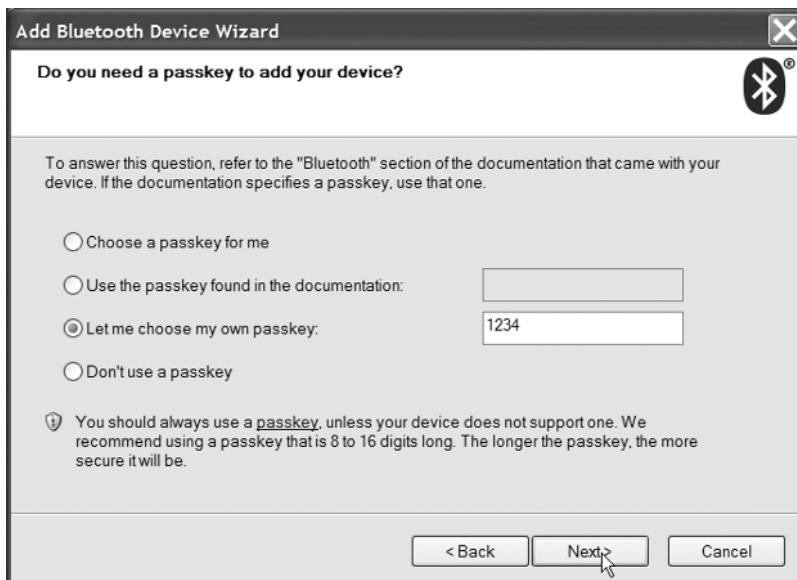 Add Bluetooth Device Wizard
Do you need a passkey to add your device?
®
To answer this question, refer to the "Bluetooth" section of the documentation that came with your
device. If the documentation specifies a passkey, use that one.
Choose a passkey for me
Use the passkey found in the documentation:
Let me choose my own passkey: 1234
Don't use a passkey
You should always use a passkey, unless your device does not support one. We
recommend using a passkey that is 8 to 16 digits long. The longer the passkey, the more
secure it will be.
< Back Next > Cancel